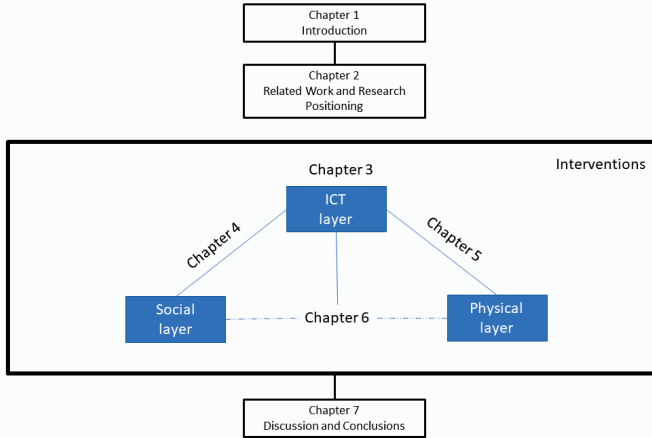 Chapter 1
Introduction
Chapter 2
Related Work and Research
Positioning
Interventions
Chapter 3
ICT
layer
Chapter 4
Chapter 5
Social
layer
Chapter 6
Physical
layer
Chapter 7
Discussion and Conclusions